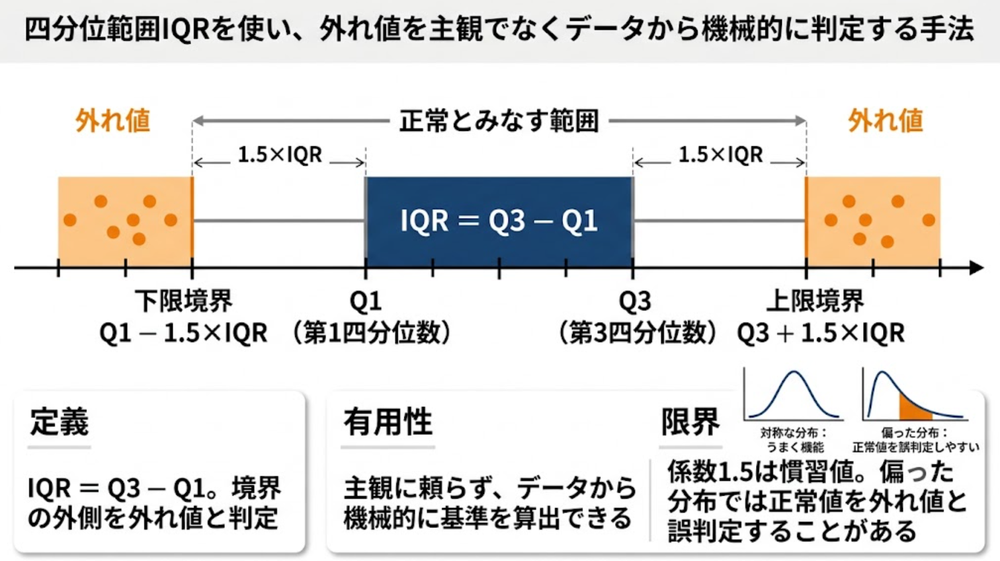 四分位範囲IQRを使い、外れ値を主観でなくデータから機械的に判定する手法
外れ値
正常とみなす範囲
外れ値
1.5×IQR
1.5×IQR
IQR = Q3 − Q1
下限境界
Q1 − 1.5×IQR
Q1
（第1四分位数）
Q3
（第3四分位数）
上限境界
Q3 + 1.5×IQR
定義
IQR = Q3 − Q1。境界
の外側を外れ値と判定
有用性
主観に頼らず、データから
機械的に基準を算出できる
限界
対称な分布：
うまく機能
偏った分布：
正常値を誤判定しやすい
係数1.5は慣習値。偏った
分布では正常値を外れ値と
誤判定することがある